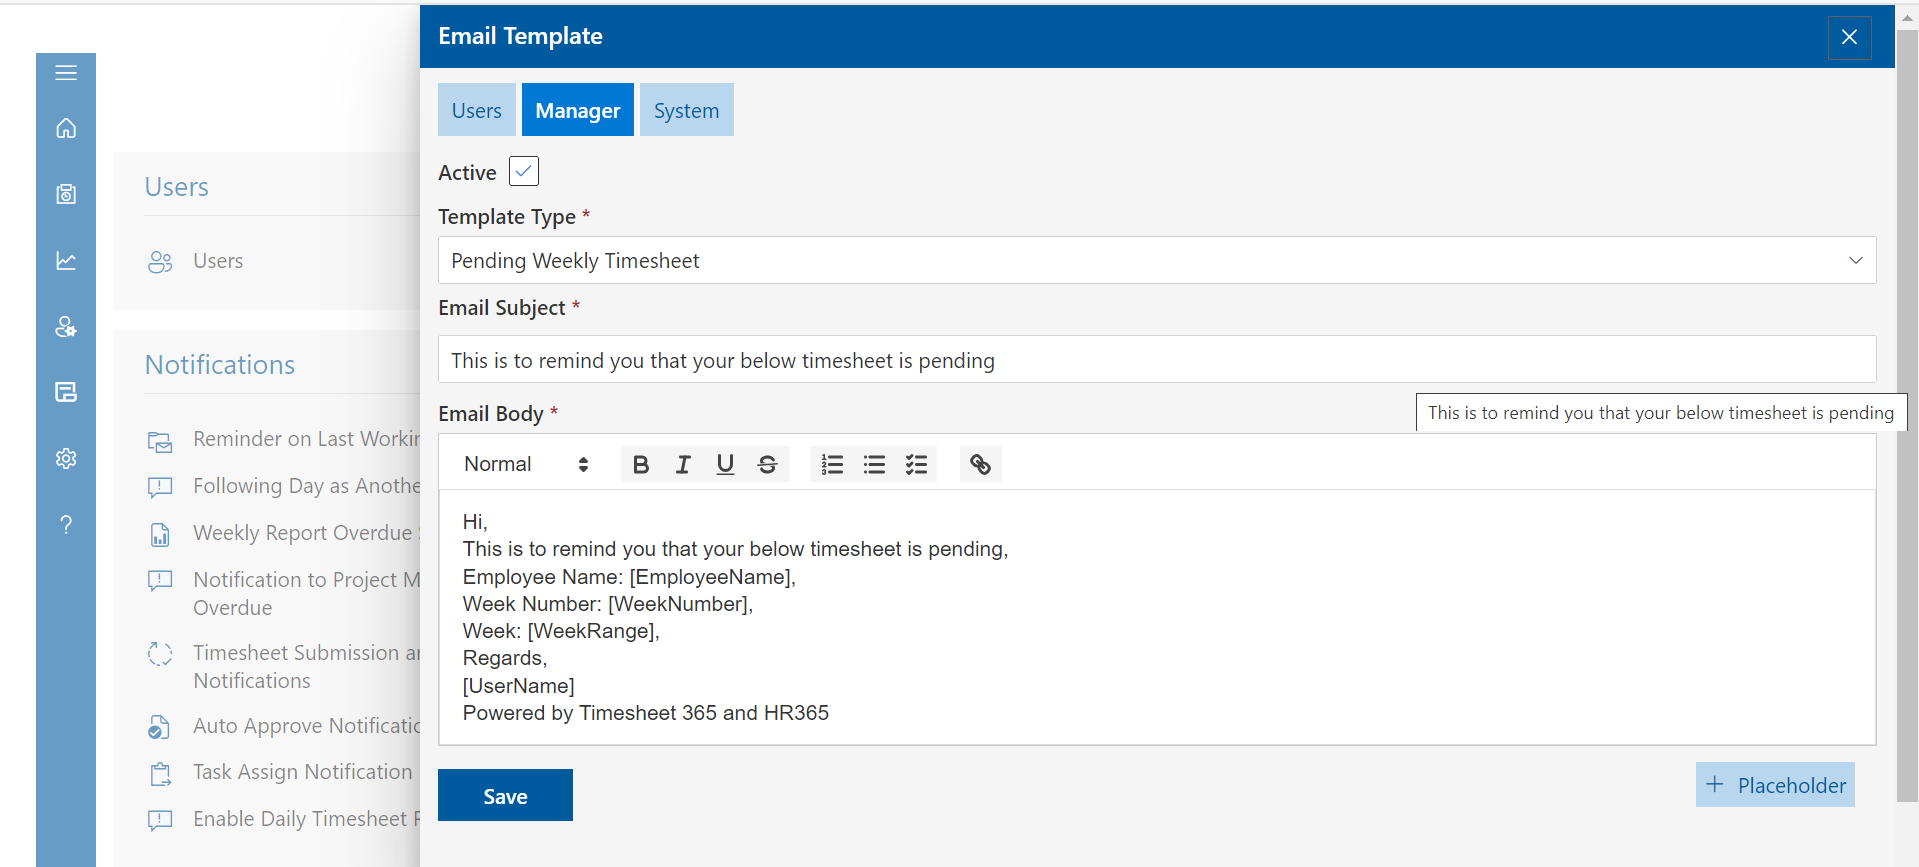 Email Template
Users
Manager
System
Active
Template Type *
Pending Weekly Timesheet
Email Subject *
This is to remind you that your below timesheet is pending
Email Body *
This is to remind you that your below timesheet is pending
Normal
B I U S
Hi,
This is to remind you that your below timesheet is pending,
Employee Name: [EmployeeName],
Week Number: [WeekNumber],
Week: [WeekRange],
Regards,
[UserName]
Powered by Timesheet 365 and HR365
Save
+ Placeholder
Users
Users
Notifications
Reminder on Last
Following Day as
Weekly Report Overdue
Notification to Project
Overdue
Timesheet Submission
Notifications
Auto Approve
Task Assign Notification
Enable Daily Timesheet